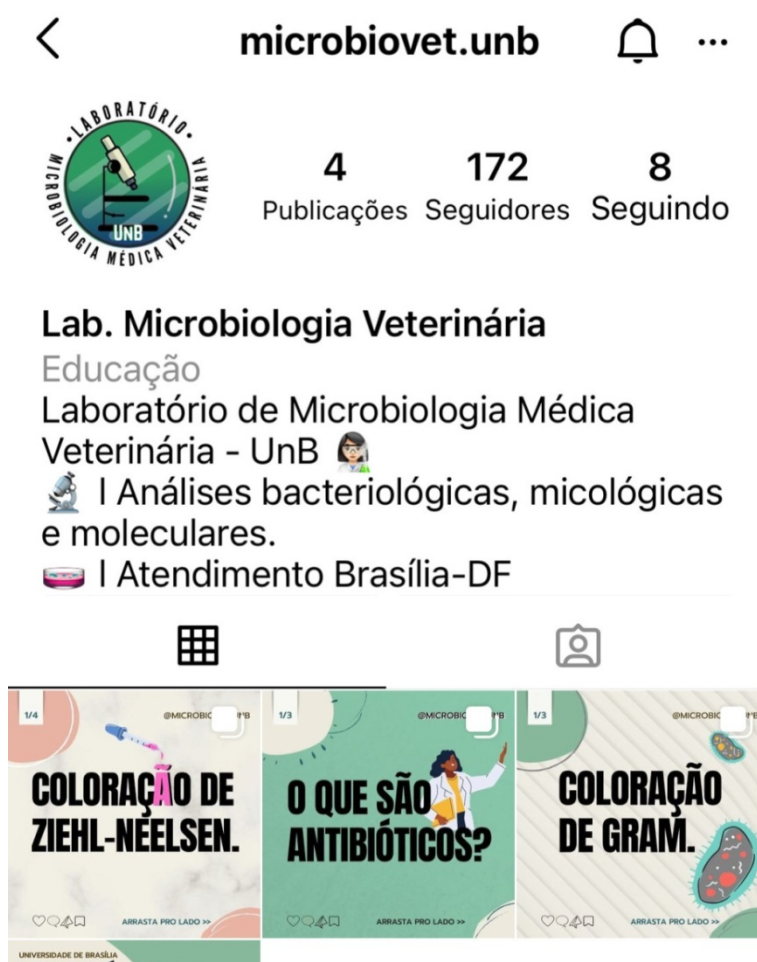 microbiovet.unb
LABORATÓRIO
MICROBIOLOGIA MÉDICA VETERINÁRIA
UNB
4
Publicações
172
Seguidores
8
Seguindo
Lab. Microbiologia Veterinária
Educação
Laboratório de Microbiologia Médica
Veterinária - UnB
| Análises bacteriológicas, micológicas
e moleculares.
| Atendimento Brasília-DF
1/4
COLORAÇÃO DE
ZIEHL-NEELSEN.
ARRASTA PRO LADO >>
1/3
O QUE SÃO
ANTIBIÓTICOS?
ARRASTA PRO LADO >>
1/3
COLORAÇÃO
DE GRAM.
ARRASTA PRO LADO >>
UNIVERSIDADE DE BRASÍLIA